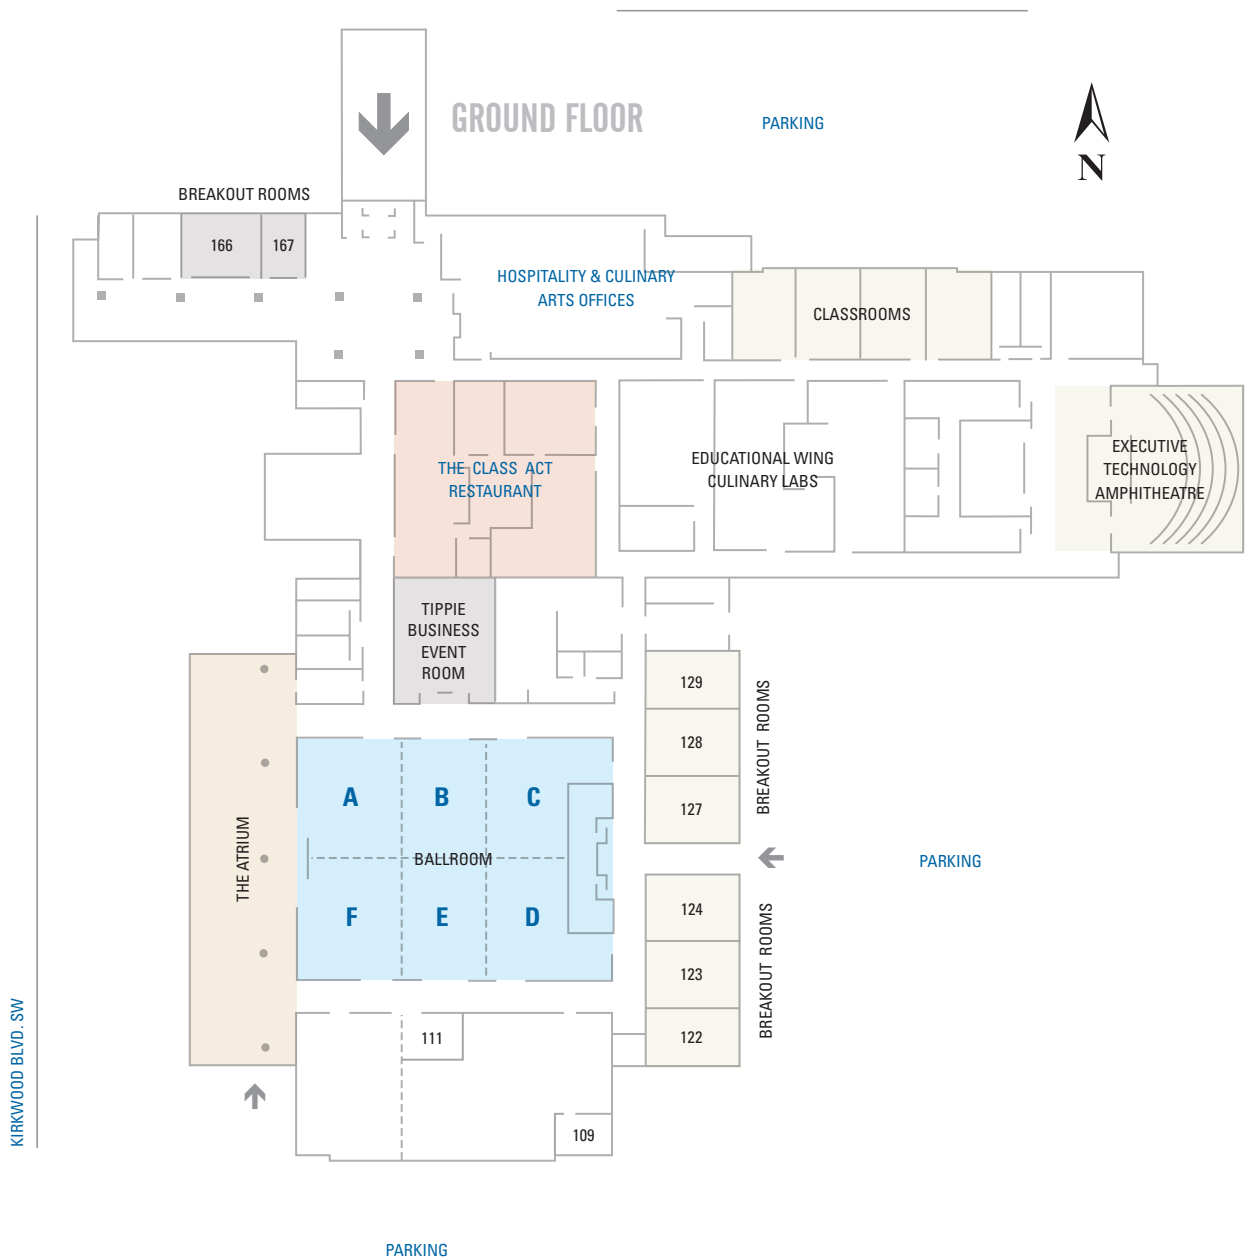 GROUND FLOOR
PARKING
N
BREAKOUT ROOMS
166
167
HOSPITALITY & CULINARY
ARTS OFFICES
CLASSROOMS
THE CLASS ACT
RESTAURANT
EDUCATIONAL WING
CULINARY LABS
EXECUTIVE
TECHNOLOGY
AMPHITHEATRE
TIPPIE
BUSINESS
EVENT
ROOM
129
128
127
BREAKOUT ROOMS
A
B
C
BALLROOM
F
E
D
THE ATRIUM
PARKING
124
123
122
BREAKOUT ROOMS
111
109
KIRKWOOD BLVD. SW
PARKING